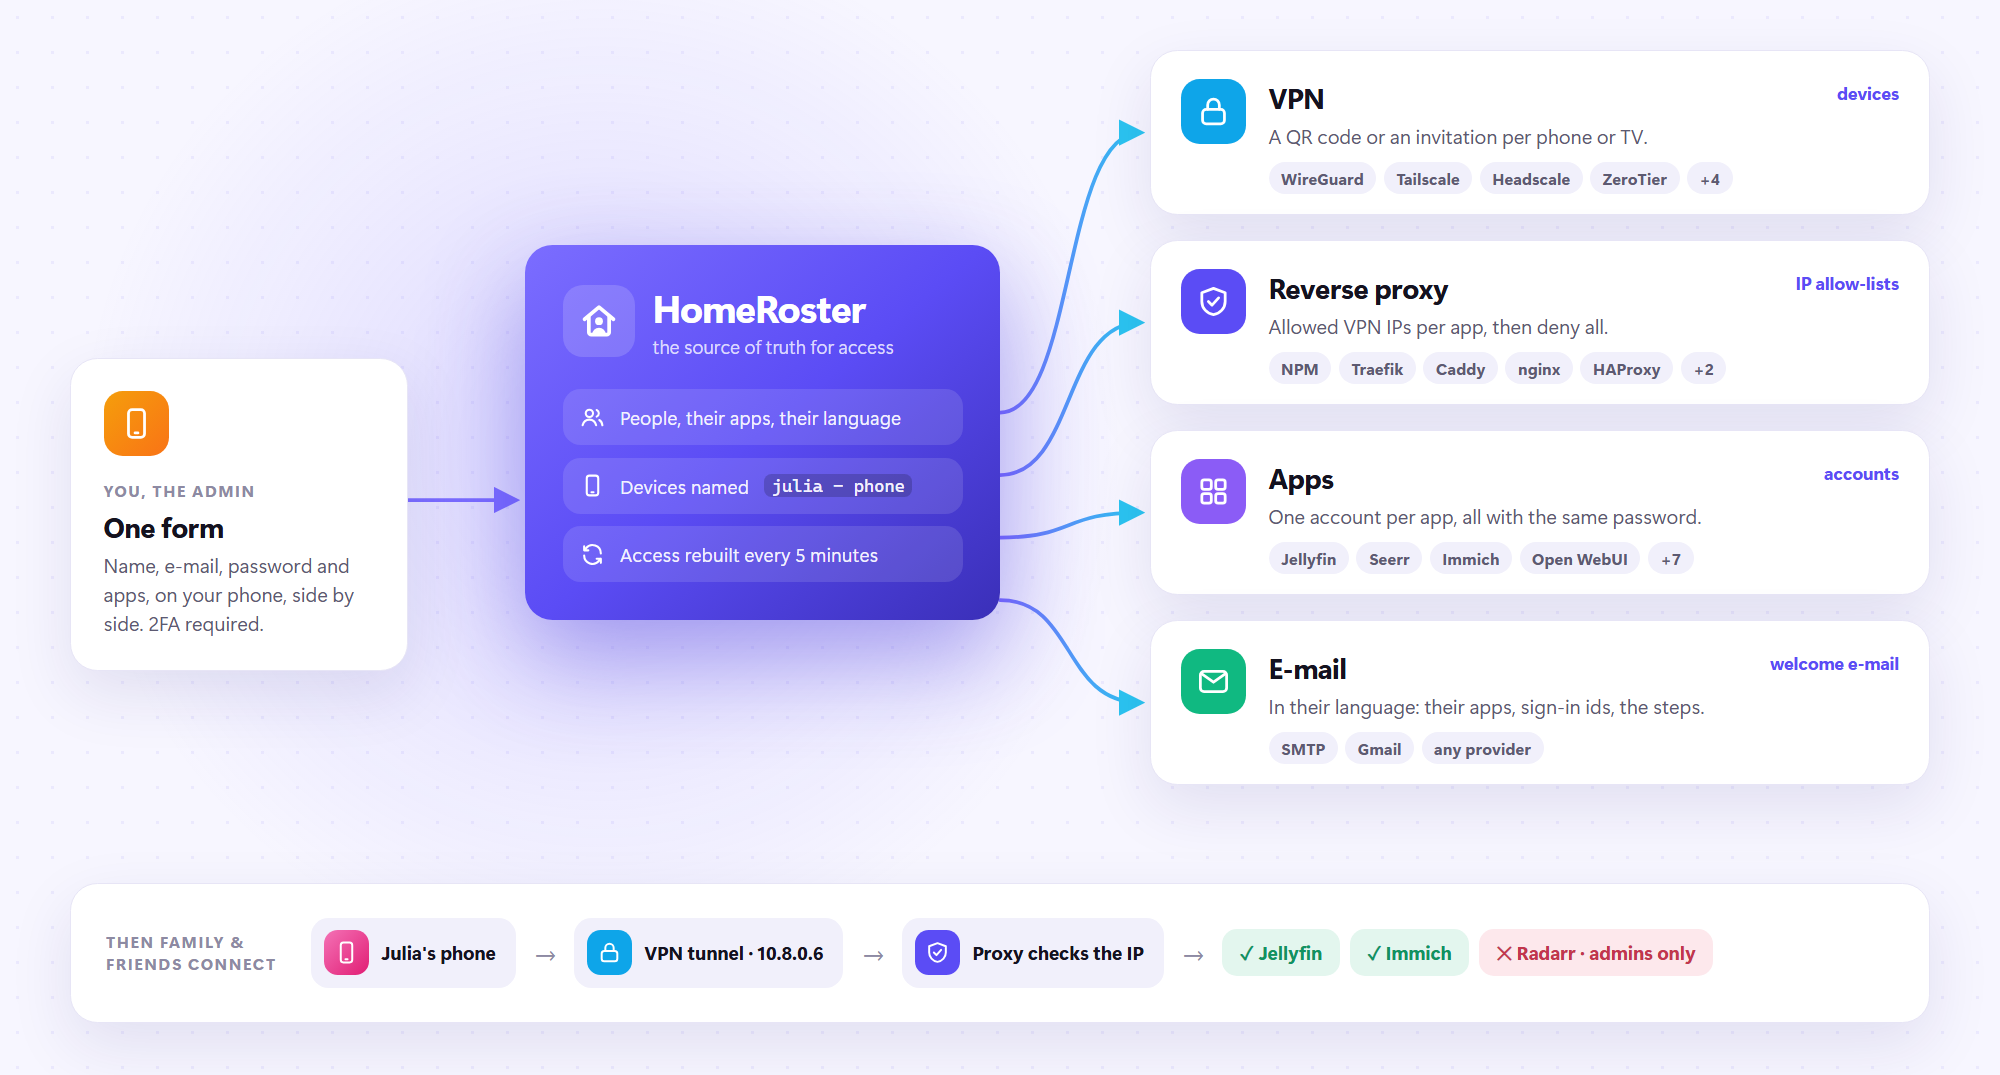 YOU, THE ADMIN
One form
Name, e-mail, password and
apps, on your phone, side by
side. 2FA required.
HomeRoster
the source of truth for access
People, their apps, their language
Devices named julia – phone
Access rebuilt every 5 minutes
VPN
devices
A QR code or an invitation per phone or TV.
WireGuard Tailscale Headscale ZeroTier +4
Reverse proxy
IP allow-lists
Allowed VPN IPs per app, then deny all.
NPM Traefik Caddy nginx HAProxy +2
Apps
accounts
One account per app, all with the same password.
Jellyfin Seerr Immich Open WebUI +7
E-mail
welcome e-mail
In their language: their apps, sign-in ids, the steps.
SMTP Gmail any provider
THEN FAMILY &
FRIENDS CONNECT
Julia's phone → VPN tunnel · 10.8.0.6 → Proxy checks the IP → ✓ Jellyfin ✓ Immich ✕ Radarr · admins only